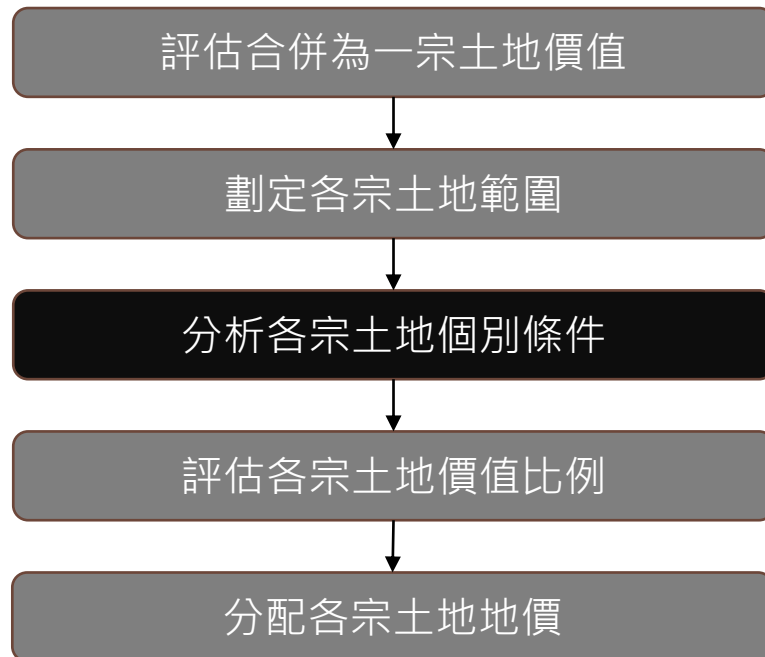 評估合併為一宗土地價值
劃定各宗土地範圍
分析各宗土地個別條件
評估各宗土地價值比例
分配各宗土地地價